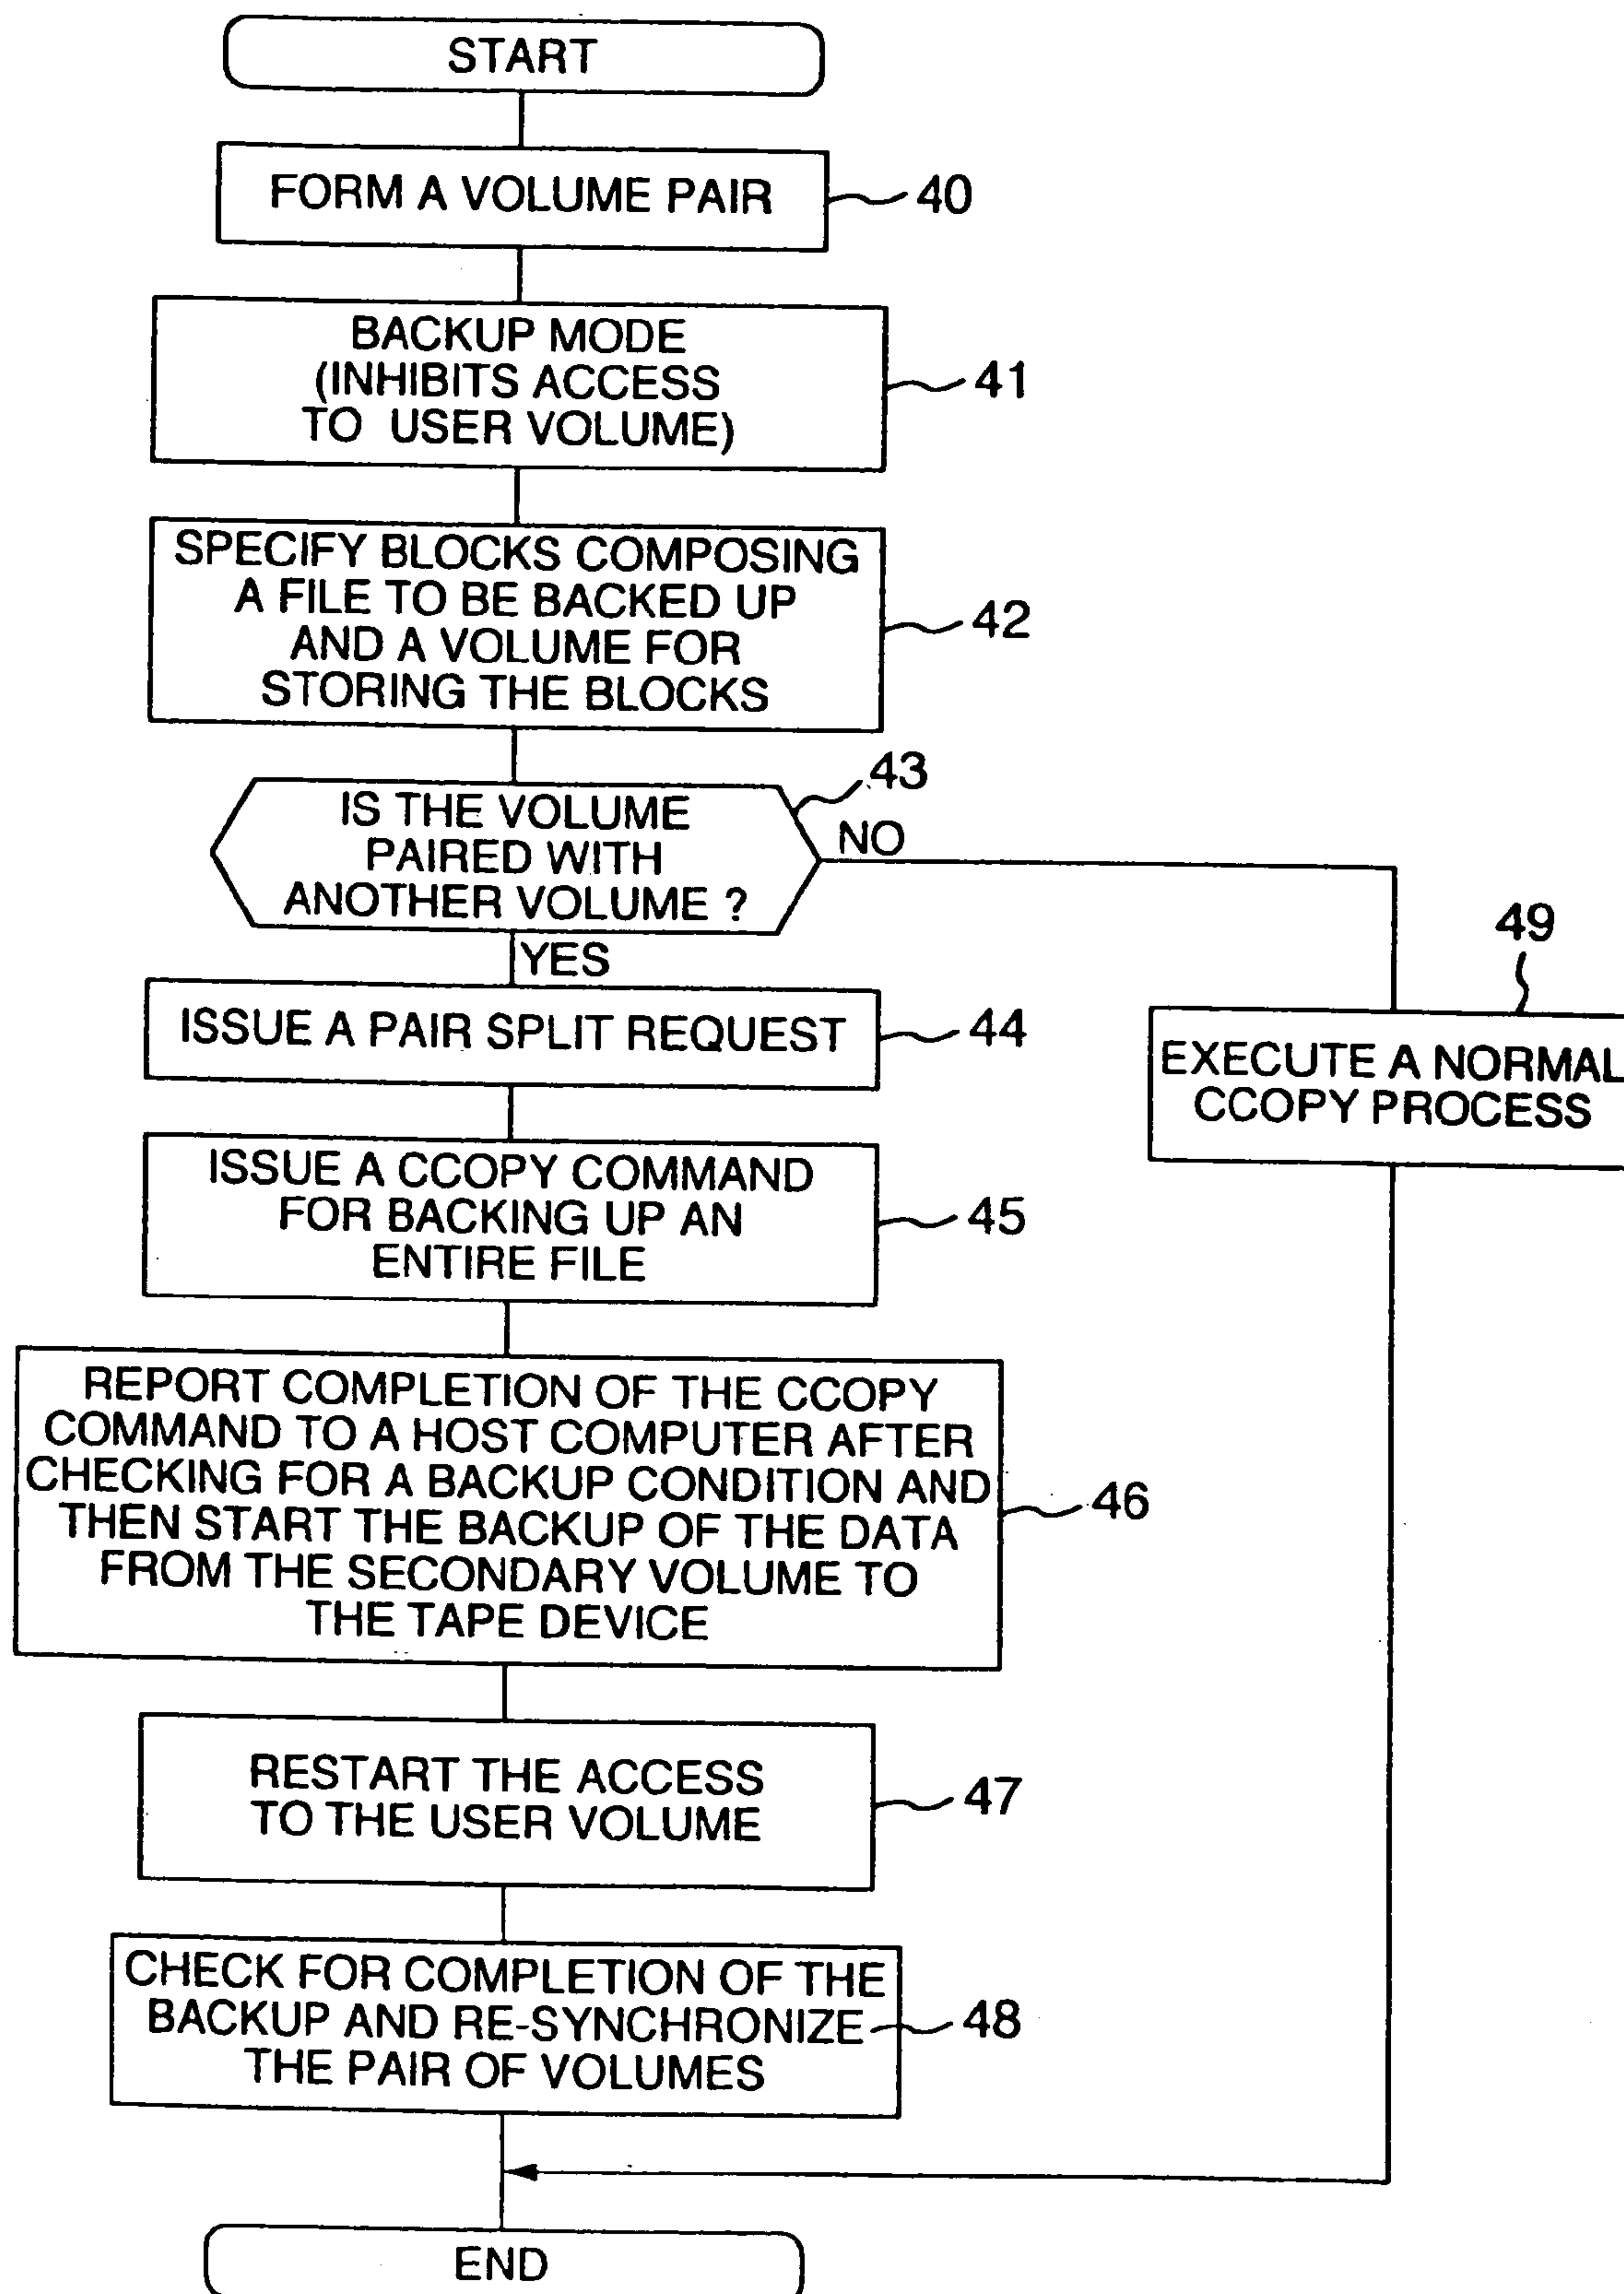 START
FORM A VOLUME PAIR
40
BACKUP MODE
(INHIBITS ACCESS
TO USER VOLUME)
41
SPECIFY BLOCKS COMPOSING
A FILE TO BE BACKED UP
AND A VOLUME FOR
STORING THE BLOCKS
42
IS THE VOLUME
PAIRED WITH
ANOTHER VOLUME ?
43
NO
YES
49
EXECUTE A NORMAL
CCOPY PROCESS
ISSUE A PAIR SPLIT REQUEST
44
ISSUE A CCOPY COMMAND
FOR BACKING UP AN
ENTIRE FILE
45
REPORT COMPLETION OF THE CCOPY
COMMAND TO A HOST COMPUTER AFTER
CHECKING FOR A BACKUP CONDITION AND
THEN START THE BACKUP OF THE DATA
FROM THE SECONDARY VOLUME TO
THE TAPE DEVICE
46
RESTART THE ACCESS
TO THE USER VOLUME
47
CHECK FOR COMPLETION OF THE
BACKUP AND RE-SYNCHRONIZE
THE PAIR OF VOLUMES
48
END